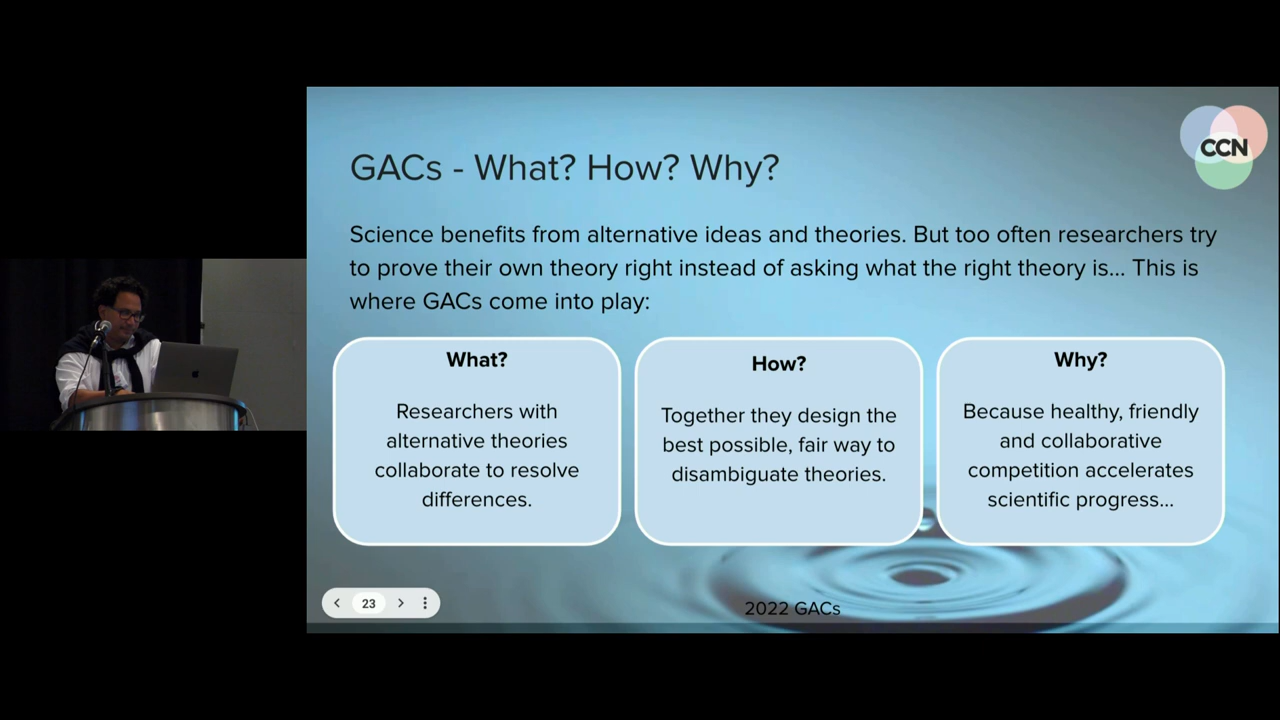 CCN
GACs - What? How? Why?
Science benefits from alternative ideas and theories. But too often researchers try
to prove their own theory right instead of asking what the right theory is... This is
where GACs come into play:
What?
Researchers with
alternative theories
collaborate to resolve
differences.
How?
Together they design the
best possible, fair way to
disambiguate theories.
Why?
Because healthy, friendly
and collaborative
competition accelerates
scientific progress...
23
2022 GACs